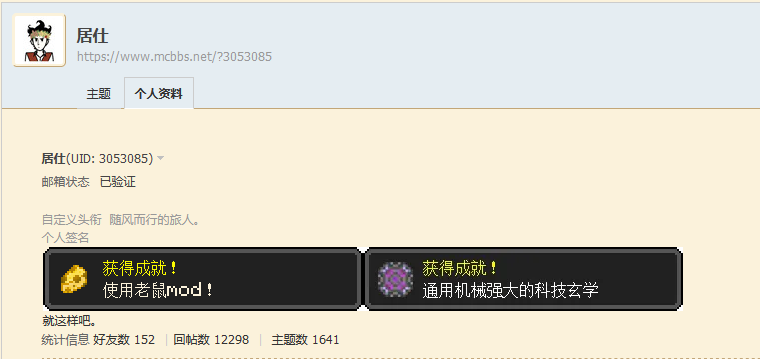 居仕
https://www.mcbbs.net/?3053085
主题 个人资料
居仕(UID: 3053085)
邮箱状态 已验证
自定义头衔 随风而行的旅人。
个人签名
获得成就！ 获得成就！
使用老鼠mod！ 通用机械强大的科技玄学
就这样吧。
统计信息 好友数 152 | 回帖数 12298 | 主题数 1641